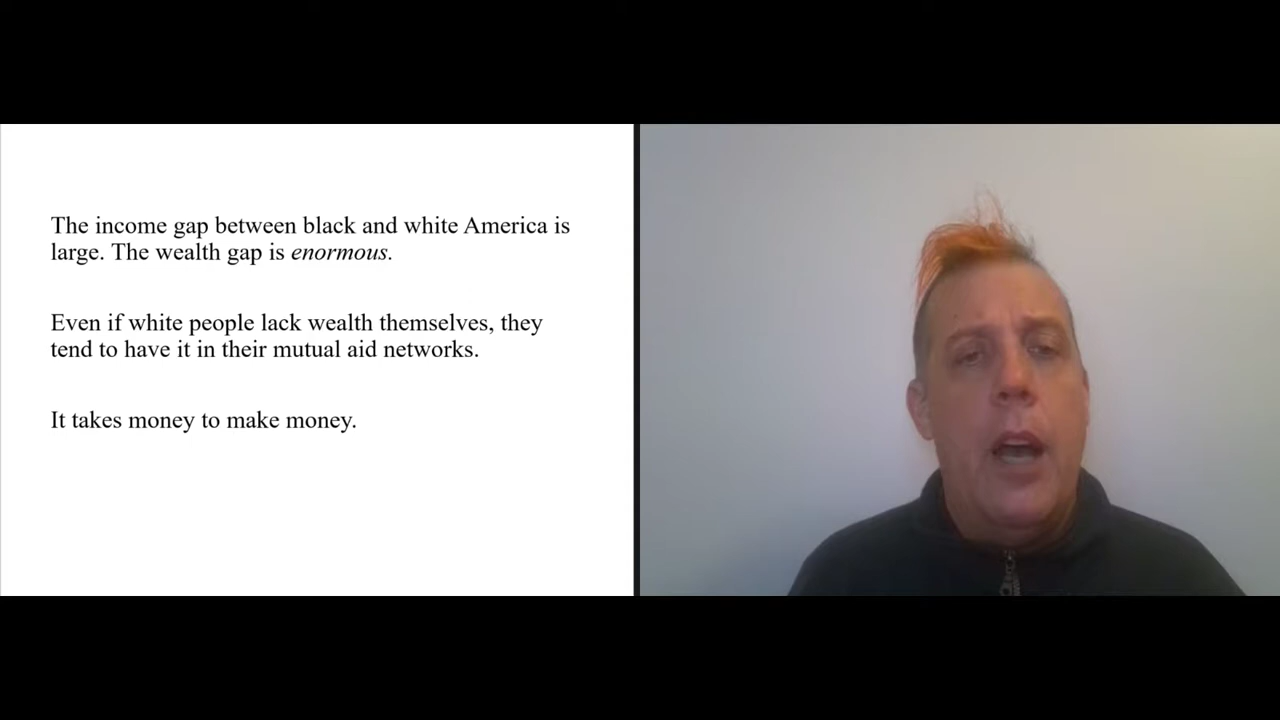 The income gap between black and white America is
large. The wealth gap is enormous.
Even if white people lack wealth themselves, they
tend to have it in their mutual aid networks.
It takes money to make money.